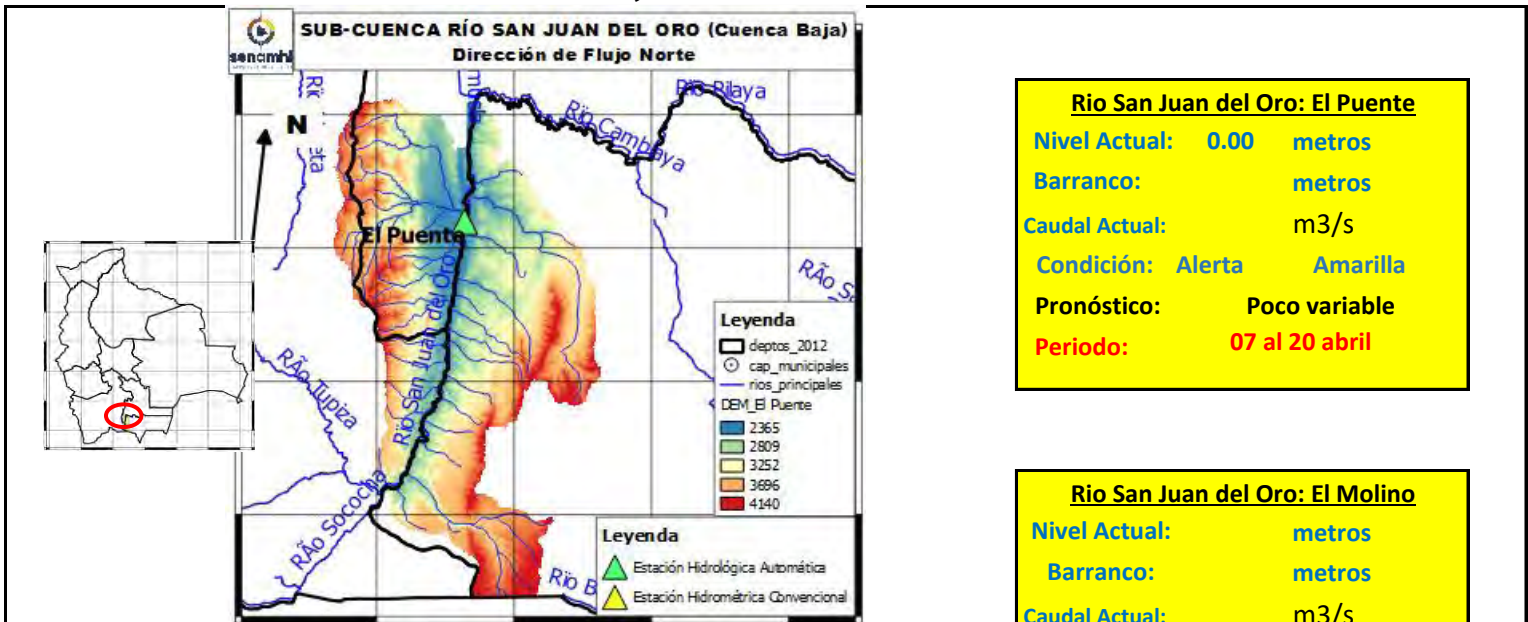 SUB-CUENCA RÍO SAN JUAN DEL ORO (Cuenca Baja)
Dirección de Flujo Norte
senamhi
N
Río Pilaya
Río Camblaya
El Puente
Río San Juan del Oro
RÃo Tupiza
RÃo Sococha
RÃo S
Río B
Leyenda
deptos_2012
cap_municipales
rios_principales
DEM_El Puente
2365
2809
3252
3696
4140
Leyenda
Estación Hidrológica Automática
Estación Hidrométrica Convencional
Rio San Juan del Oro: El Puente
Nivel Actual: 0.00 metros
Barranco: metros
Caudal Actual: m3/s
Condición: Alerta Amarilla
Pronóstico: Poco variable
Periodo: 07 al 20 abril
Rio San Juan del Oro: El Molino
Nivel Actual: metros
Barranco: metros
Caudal Actual: m3/s